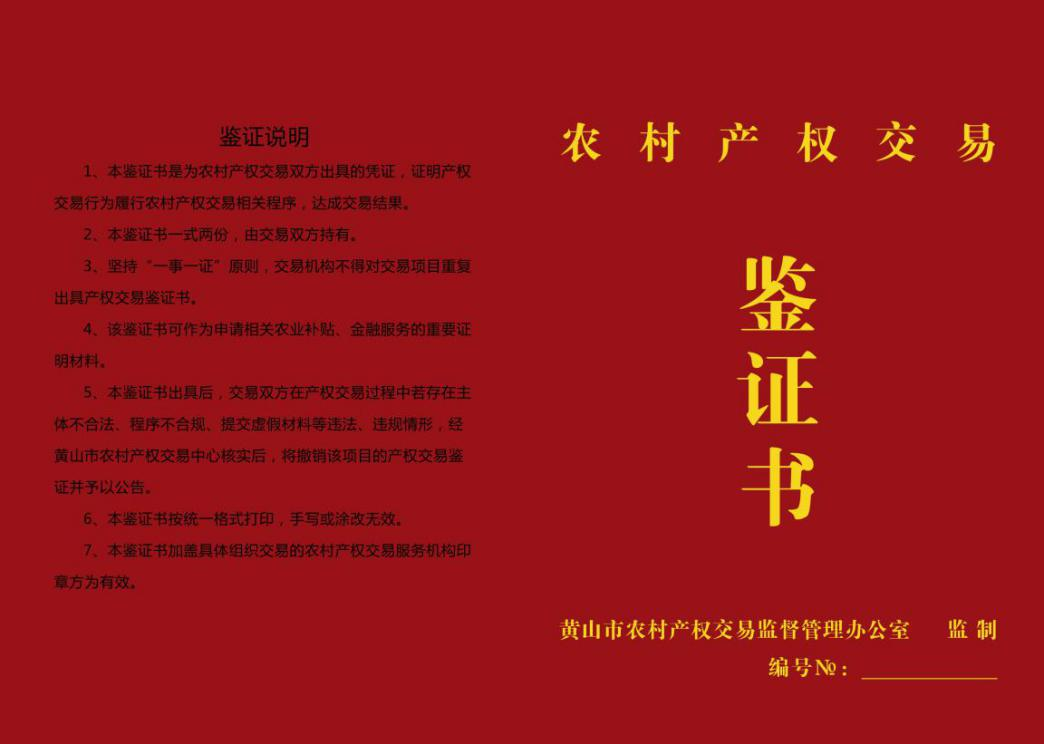 鉴证说明
1、本鉴证书是为农村产权交易双方出具的凭证，证明产权
交易行为履行农村产权交易相关程序，达成交易结果。
2、本鉴证书一式两份，由交易双方持有。
3、坚持“一事一证”原则，交易机构不得对交易项目重复
出具产权交易鉴证书。
4、该鉴证书可作为申请相关农业补贴、金融服务的重要证
明材料。
5、本鉴证书出具后，交易双方在产权交易过程中若存在主
体不合法、程序不合规、提交虚假材料等违法、违规情形，经
黄山市农村产权交易中心核实后，将撤销该项目的产权交易鉴
证并予以公告。
6、本鉴证书按统一格式打印，手写或涂改无效。
7、本鉴证书加盖具体组织交易的农村产权交易服务机构印
章方为有效。
农村产权交易
鉴
证
书
黄山市农村产权交易监督管理办公室 监制
编号№：